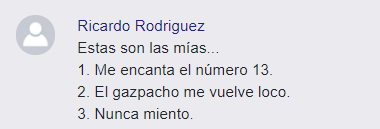 Ricardo Rodriguez
Estas son las mías...
1. Me encanta el número 13.
2. El gazpacho me vuelve loco.
3. Nunca miento.